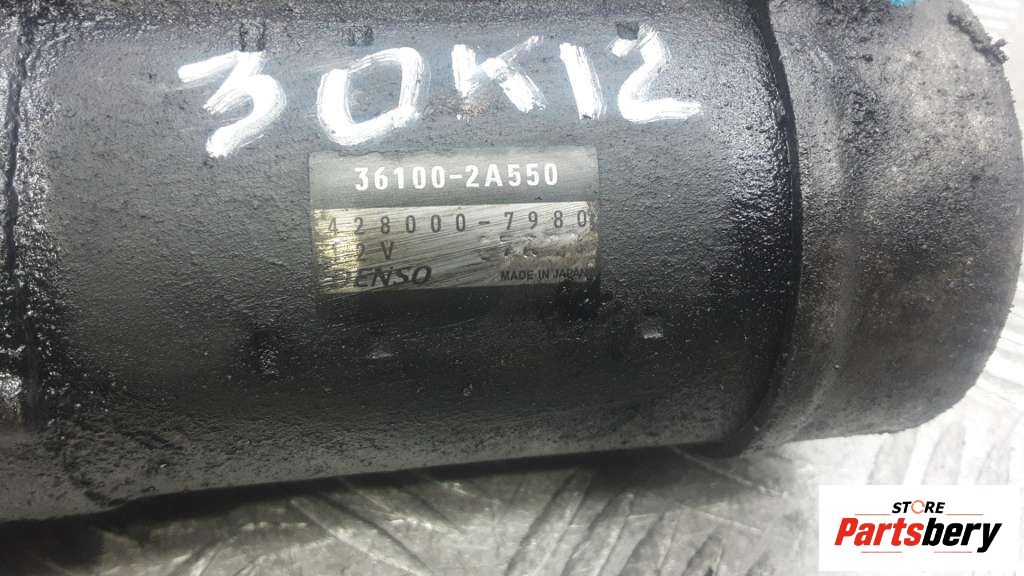 30K12
36100-2A550
428000-7980
12V
DENSO MADE IN JAPAN
STORE
Partsbery